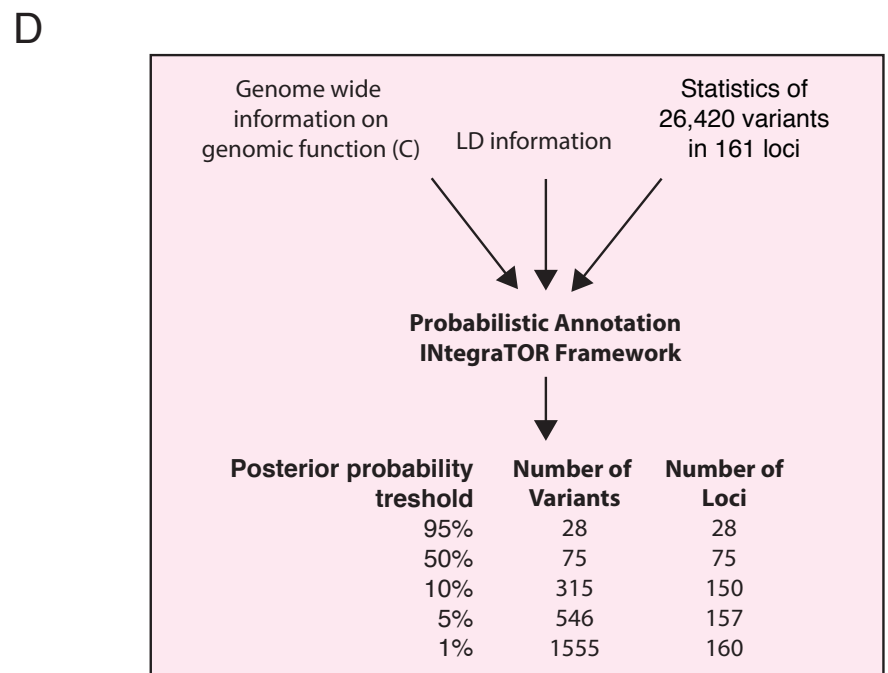 D
Genome wide
information on
genomic function (C)
LD information
Statistics of
26,420 variants
in 161 loci
Probabilistic Annotation
INtegraTOR Framework
Posterior probability
treshold
Number of
Variants
Number of
Loci
95% 28 28
50% 75 75
10% 315 150
5% 546 157
1% 1555 160